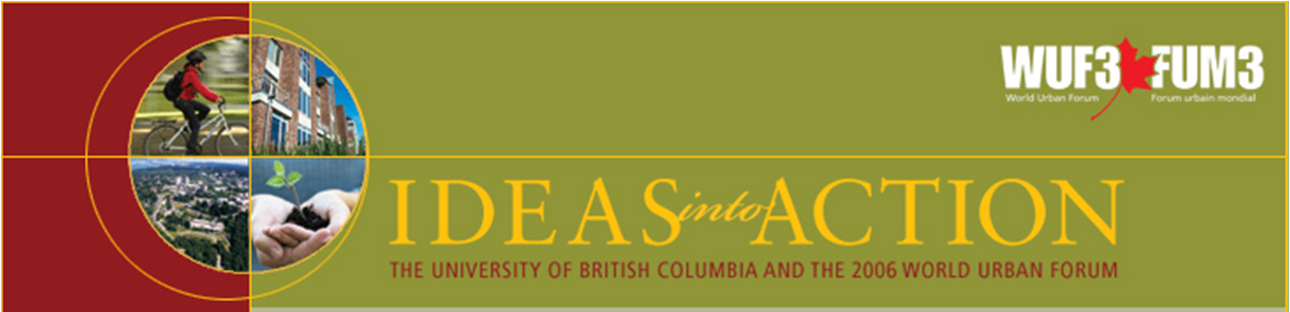 WUF3 FUM3
World Urban Forum Forum urbain mondial
IDEAS into ACTION
THE UNIVERSITY OF BRITISH COLUMBIA AND THE 2006 WORLD URBAN FORUM